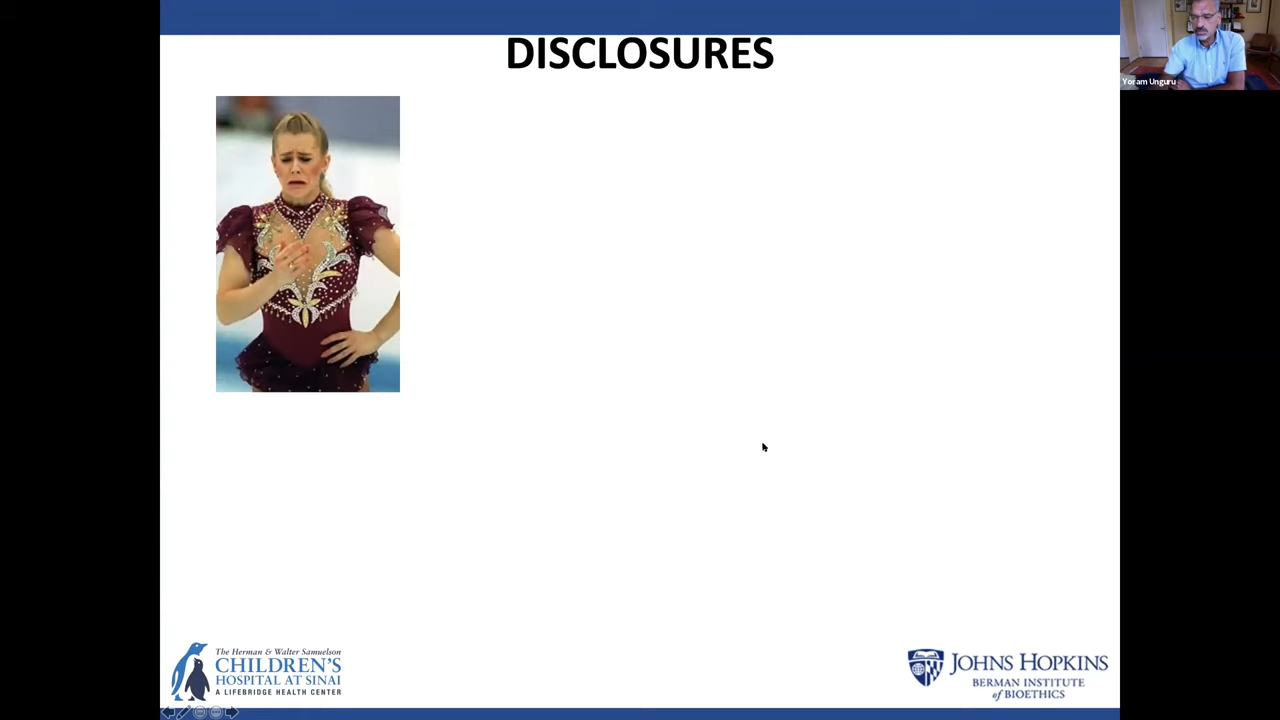 DISCLOSURES
Yoram Unguru
The Herman & Walter Samuelson
CHILDREN'S
HOSPITAL AT SINAI
A LIFEBRIDGE HEALTH CENTER
JOHNS HOPKINS
BERMAN INSTITUTE
of BIOETHICS